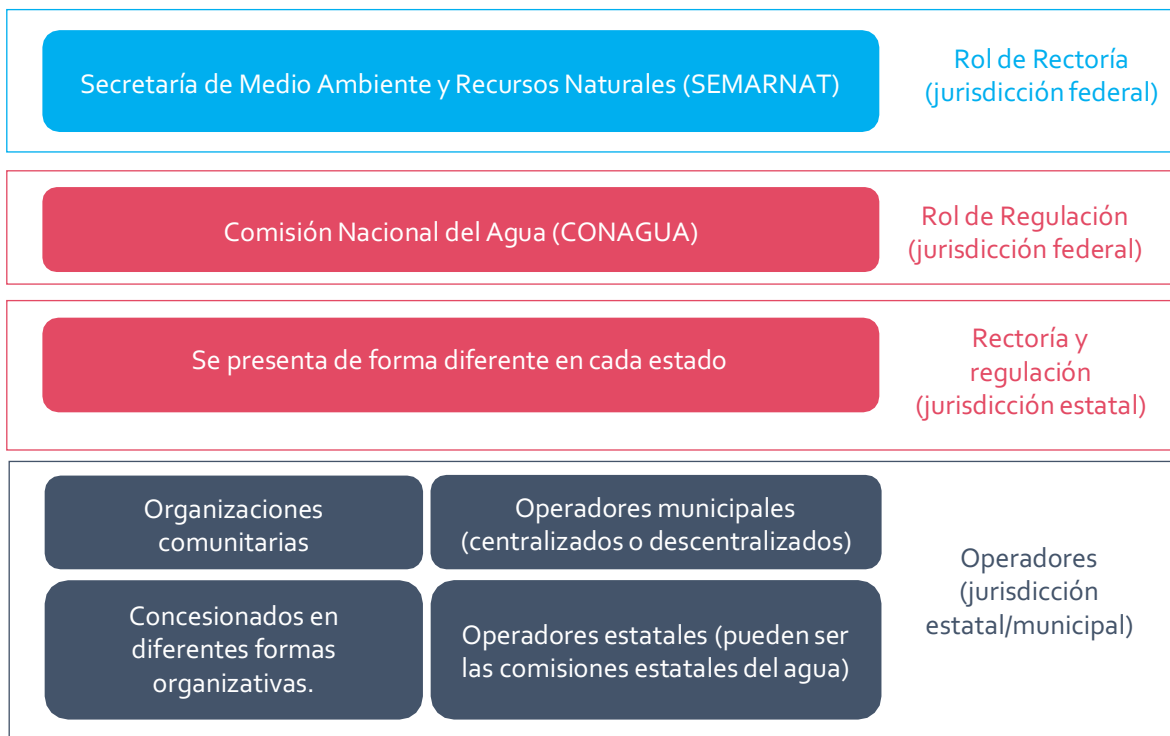 Secretaría de Medio Ambiente y Recursos Naturales (SEMARNAT)
Rol de Rectoría
(jurisdicción federal)
Comisión Nacional del Agua (CONAGUA)
Rol de Regulación
(jurisdicción federal)
Se presenta de forma diferente en cada estado
Rectoría y
regulación
(jurisdicción estatal)
Organizaciones
comunitarias
Operadores municipales
(centralizados o descentralizados)
Concesionados en
diferentes formas
organizativas.
Operadores estatales (pueden ser
las comisiones estatales del agua)
Operadores
(jurisdicción
estatal/municipal)